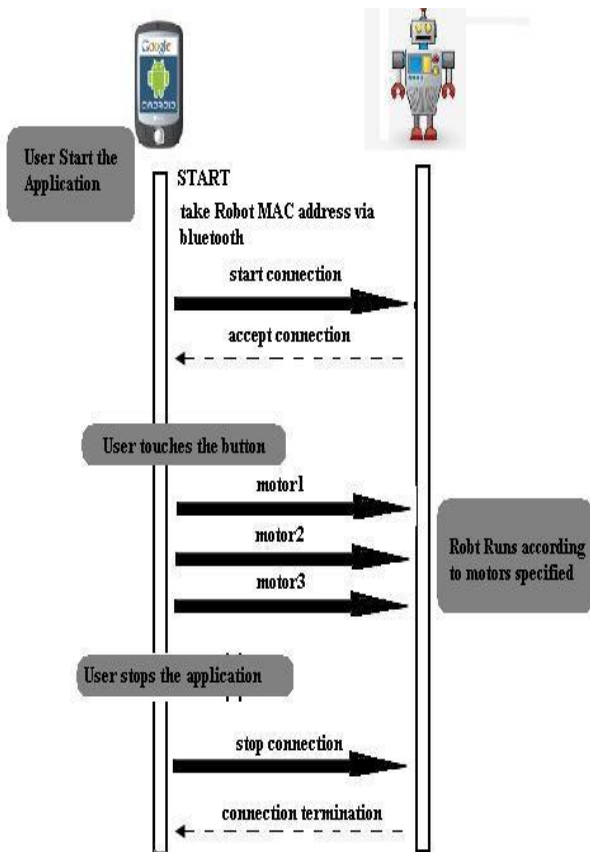 Google
ANDROID
User Start the
Application
START
take Robot MAC address via
bluetooth
start connection
accept connection
User touches the button
motor1
motor2
motor3
Robt Runs according
to motors specified
User stops the application
stop connection
connection termination